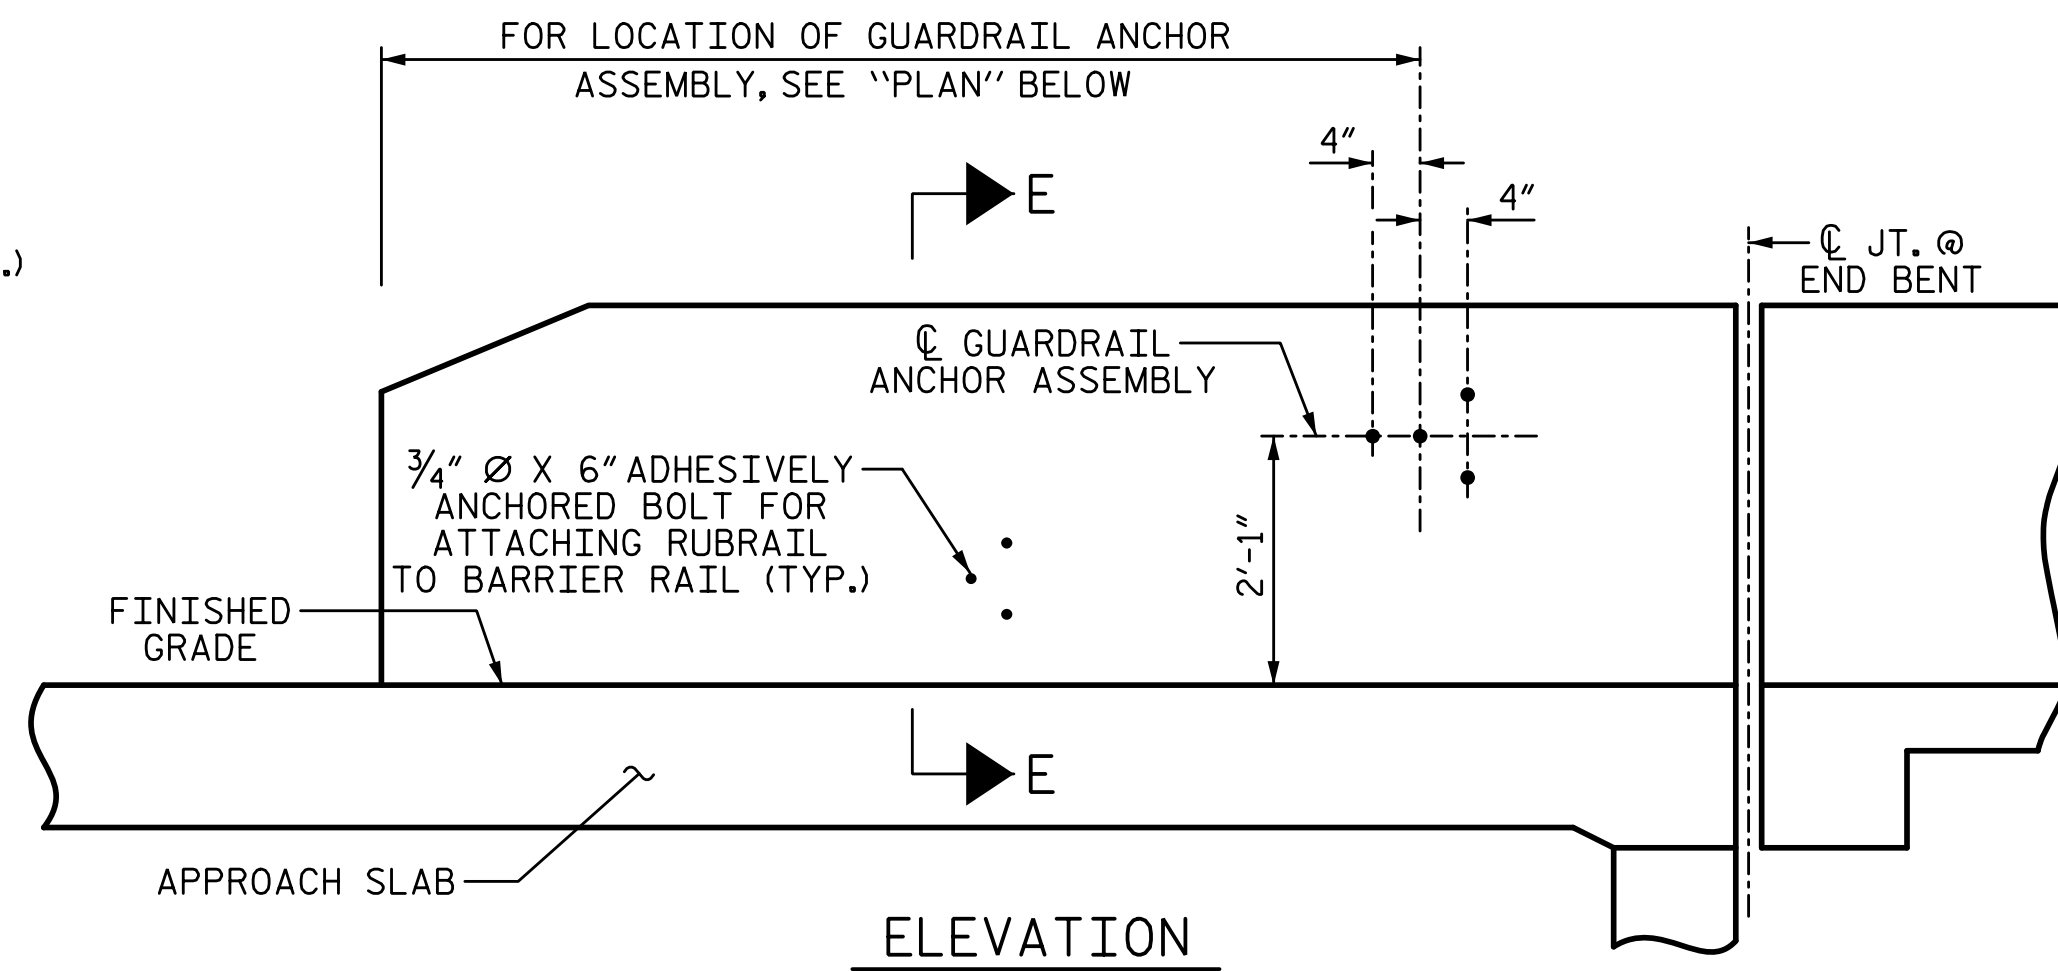 FOR LOCATION OF GUARDRAIL ANCHOR
ASSEMBLY, SEE "PLAN" BELOW
4"
4"
E
.)
℄ JT. @
END BENT
℄ GUARDRAIL
ANCHOR ASSEMBLY
3/4" Ø X 6" ADHESIVELY
ANCHORED BOLT FOR
ATTACHING RUBRAIL
TO BARRIER RAIL (TYP.)
2'-1"
FINISHED
GRADE
E
APPROACH SLAB
ELEVATION